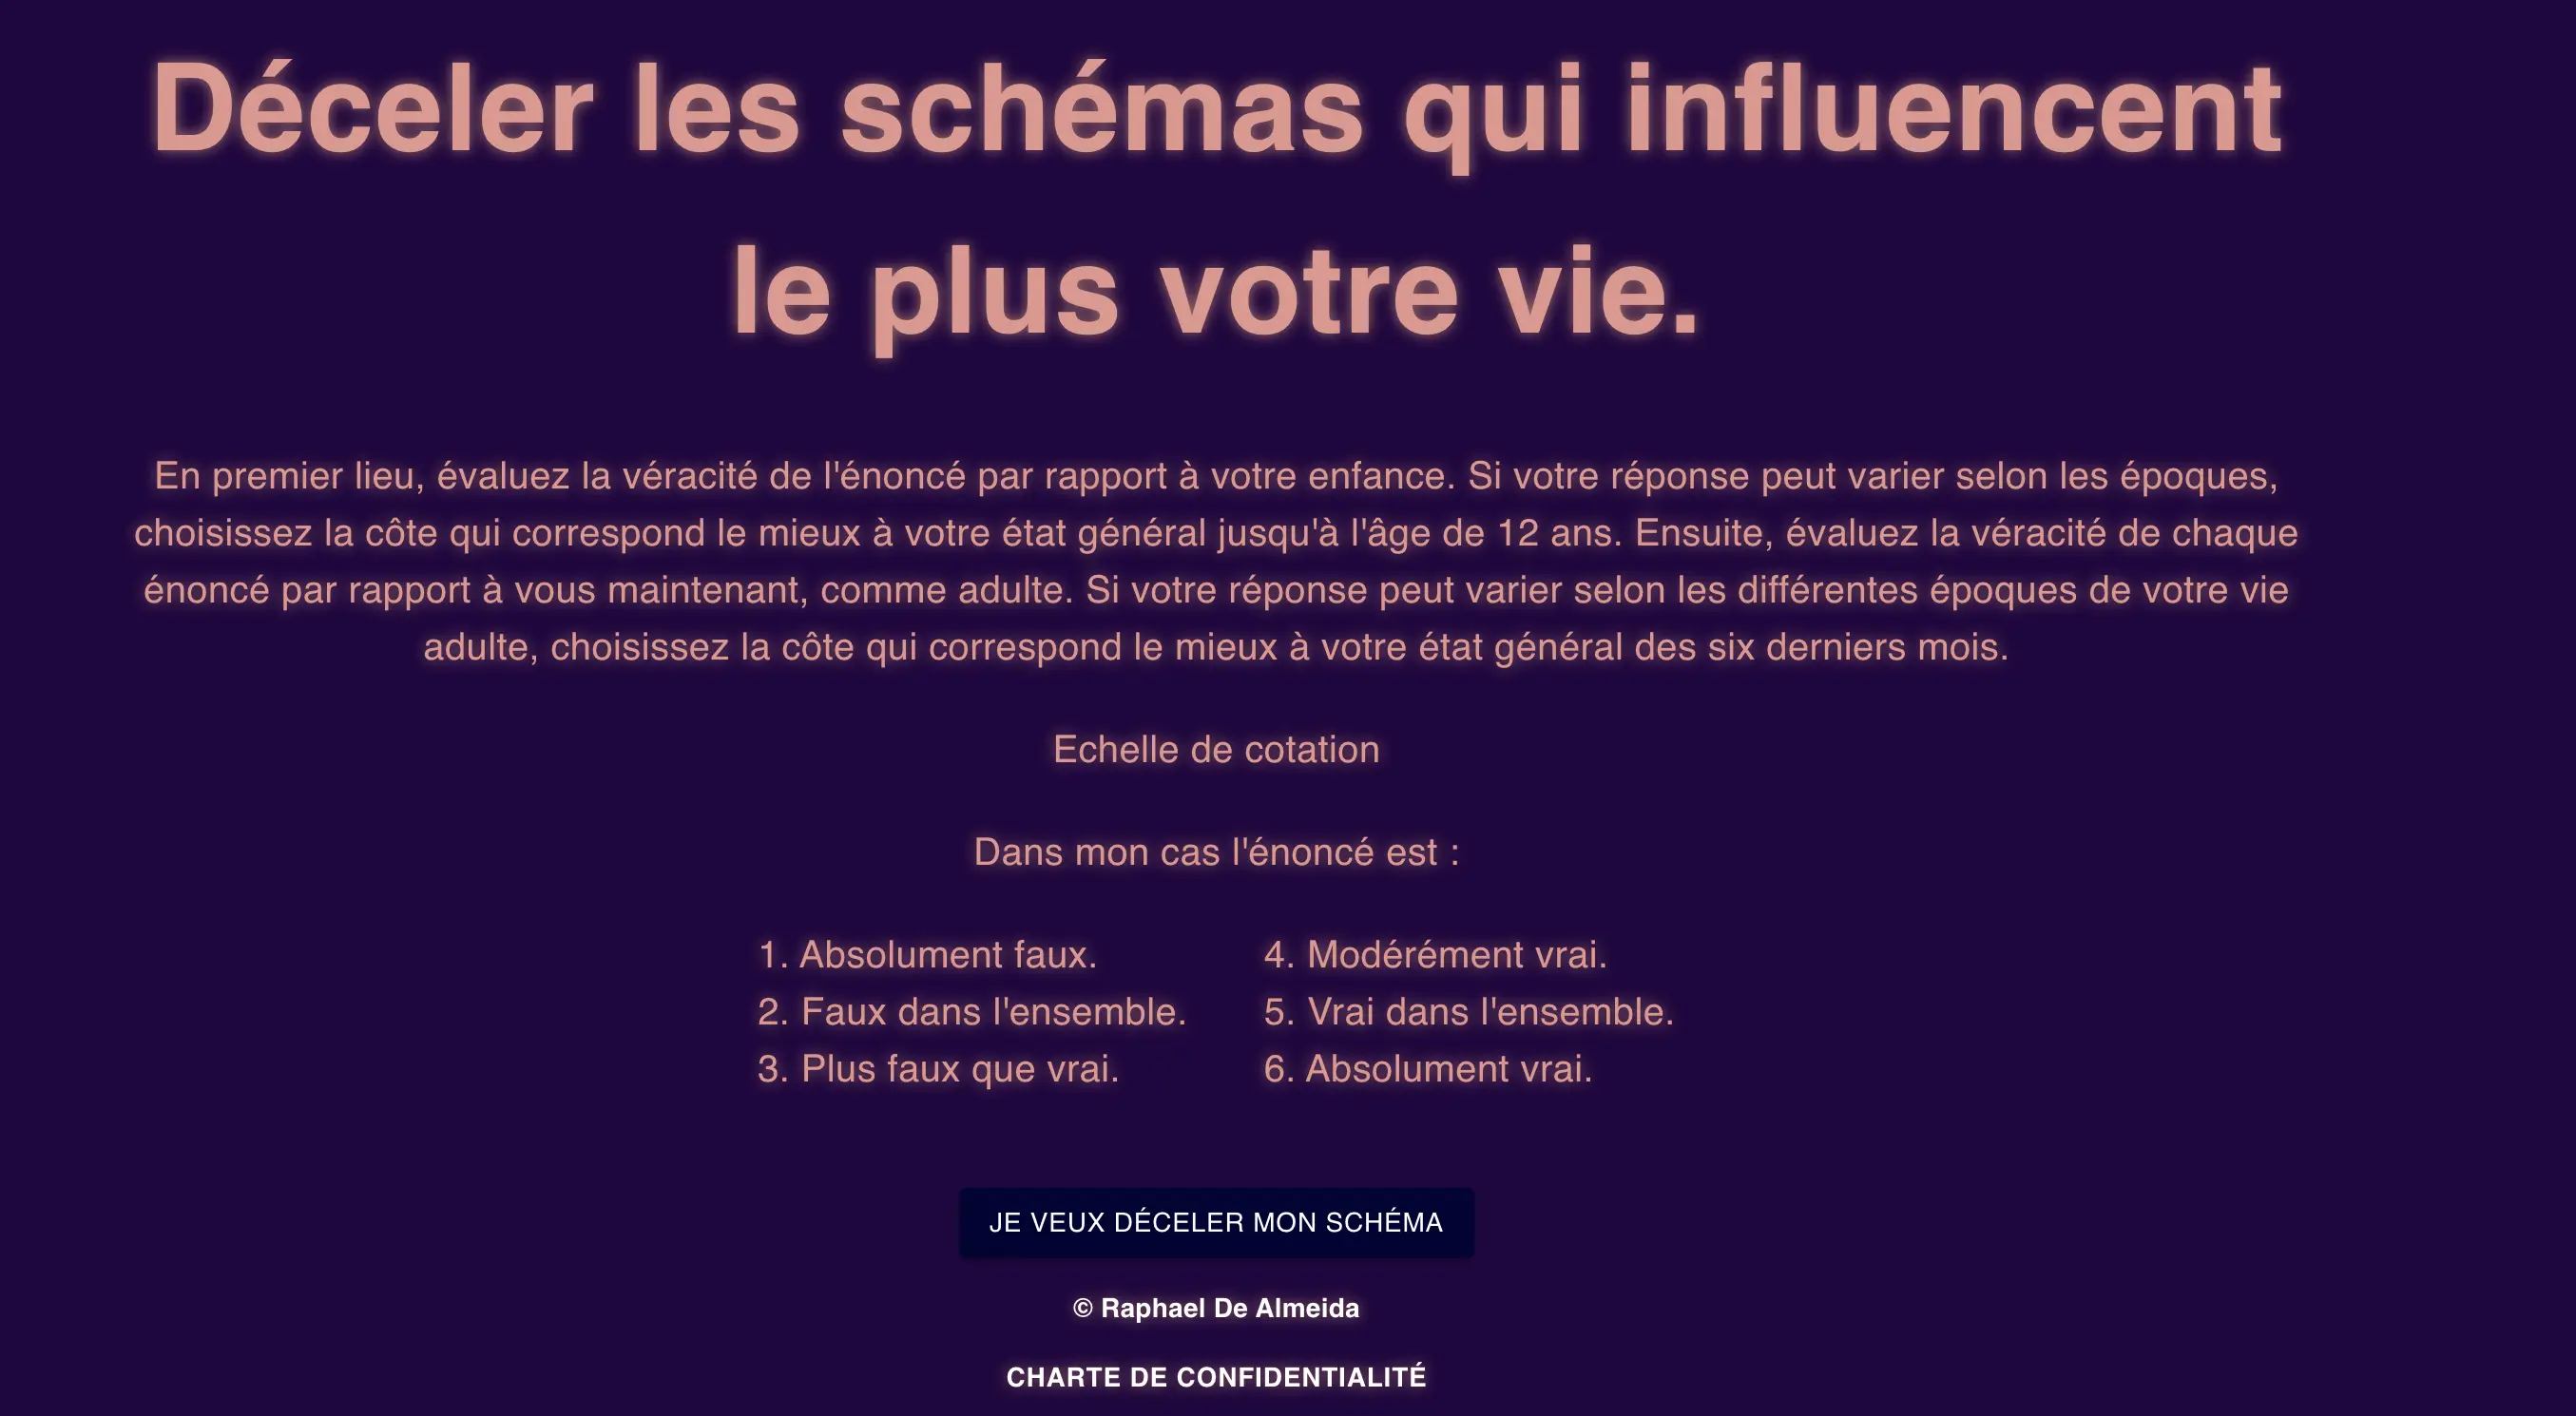 Déceler les schémas qui influencent
le plus votre vie.
En premier lieu, évaluez la véracité de l'énoncé par rapport à votre enfance. Si votre réponse peut varier selon les époques,
choisissez la côte qui correspond le mieux à votre état général jusqu'à l'âge de 12 ans. Ensuite, évaluez la véracité de chaque
énoncé par rapport à vous maintenant, comme adulte. Si votre réponse peut varier selon les différentes époques de votre vie
adulte, choisissez la côte qui correspond le mieux à votre état général des six derniers mois.
Echelle de cotation
Dans mon cas l'énoncé est :
1. Absolument faux.
2. Faux dans l'ensemble.
3. Plus faux que vrai.
4. Modérément vrai.
5. Vrai dans l'ensemble.
6. Absolument vrai.
JE VEUX DÉCELER MON SCHÉMA
© Raphael De Almeida
CHARTE DE CONFIDENTIALITÉ